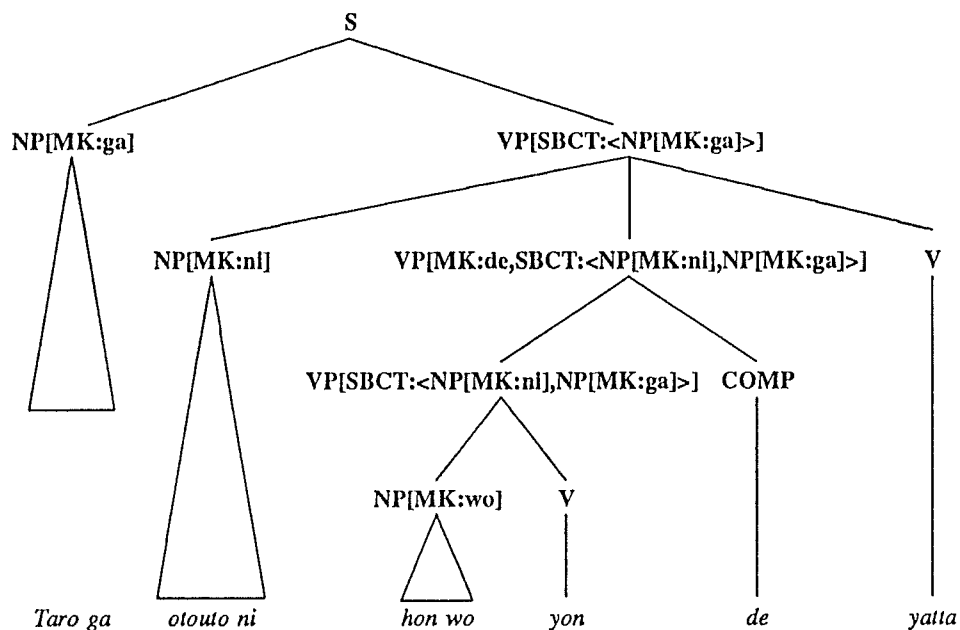 S
NP[MK:ga] VP[SBCT:<NP[MK:ga]>]
NP[MK:ni] VP[MK:de,SBCT:<NP[MK:ni],NP[MK:ga]>] V
VP[SBCT:<NP[MK:ni],NP[MK:ga]>] COMP
NP[MK:wo] V
Taro ga otouto ni hon wo yon de yatta